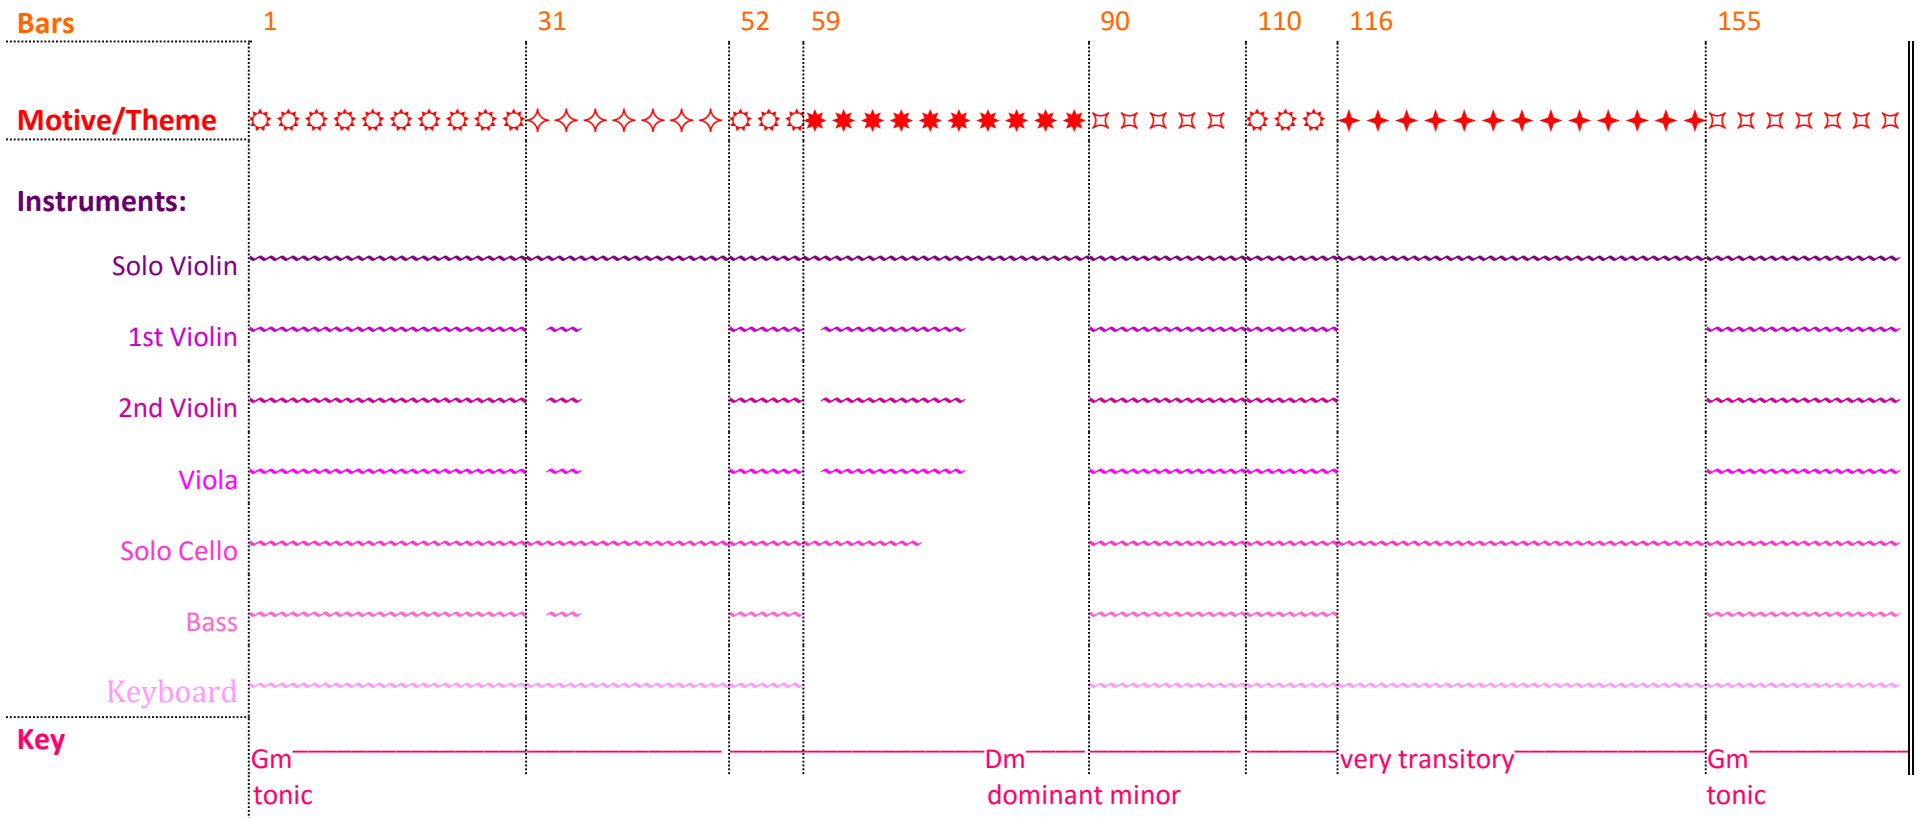 Bars 1 31 52 59 90 110 116 155
Motive/Theme
Instruments:
Solo Violin
1st Violin
2nd Violin
Viola
Solo Cello
Bass
Keyboard
Key
Gm Dm very transitory Gm
tonic dominant minor tonic